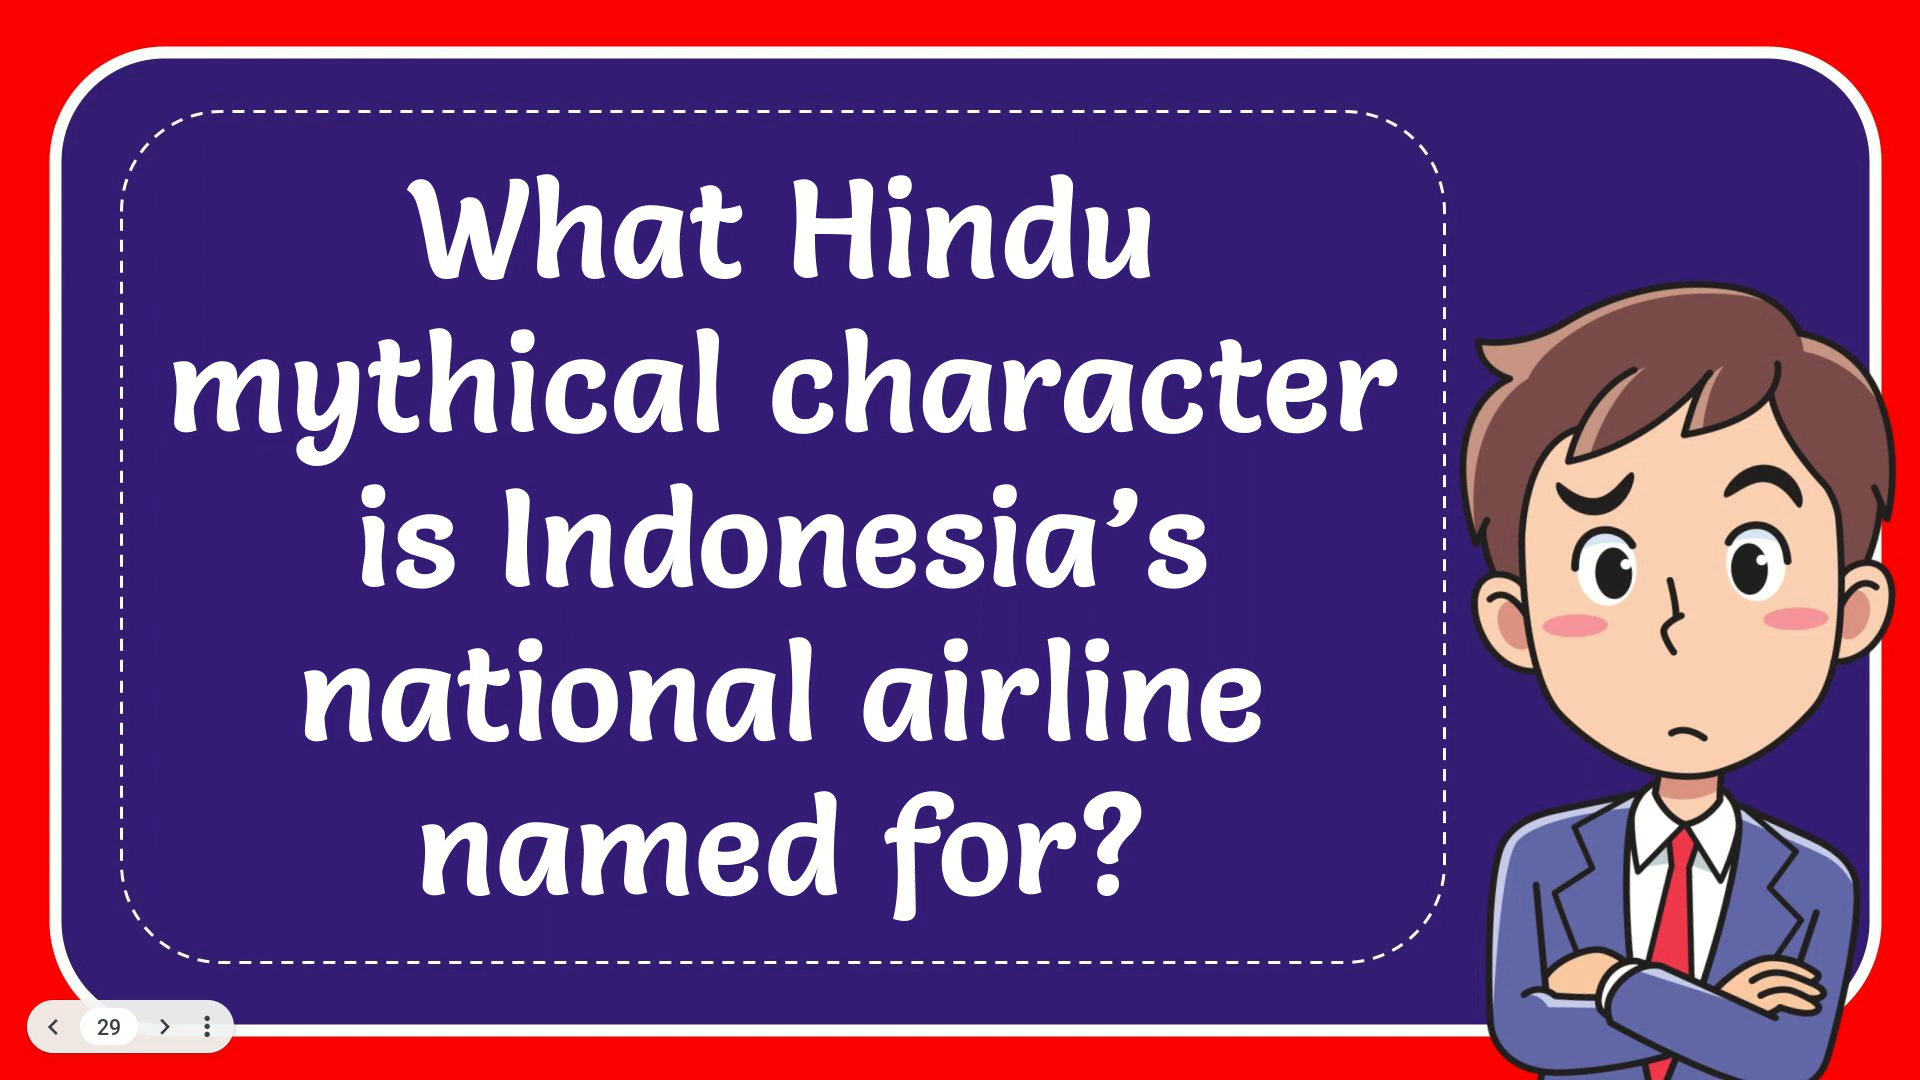 What Hindu
mythical character
is Indonesia’s
national airline
named for?
29